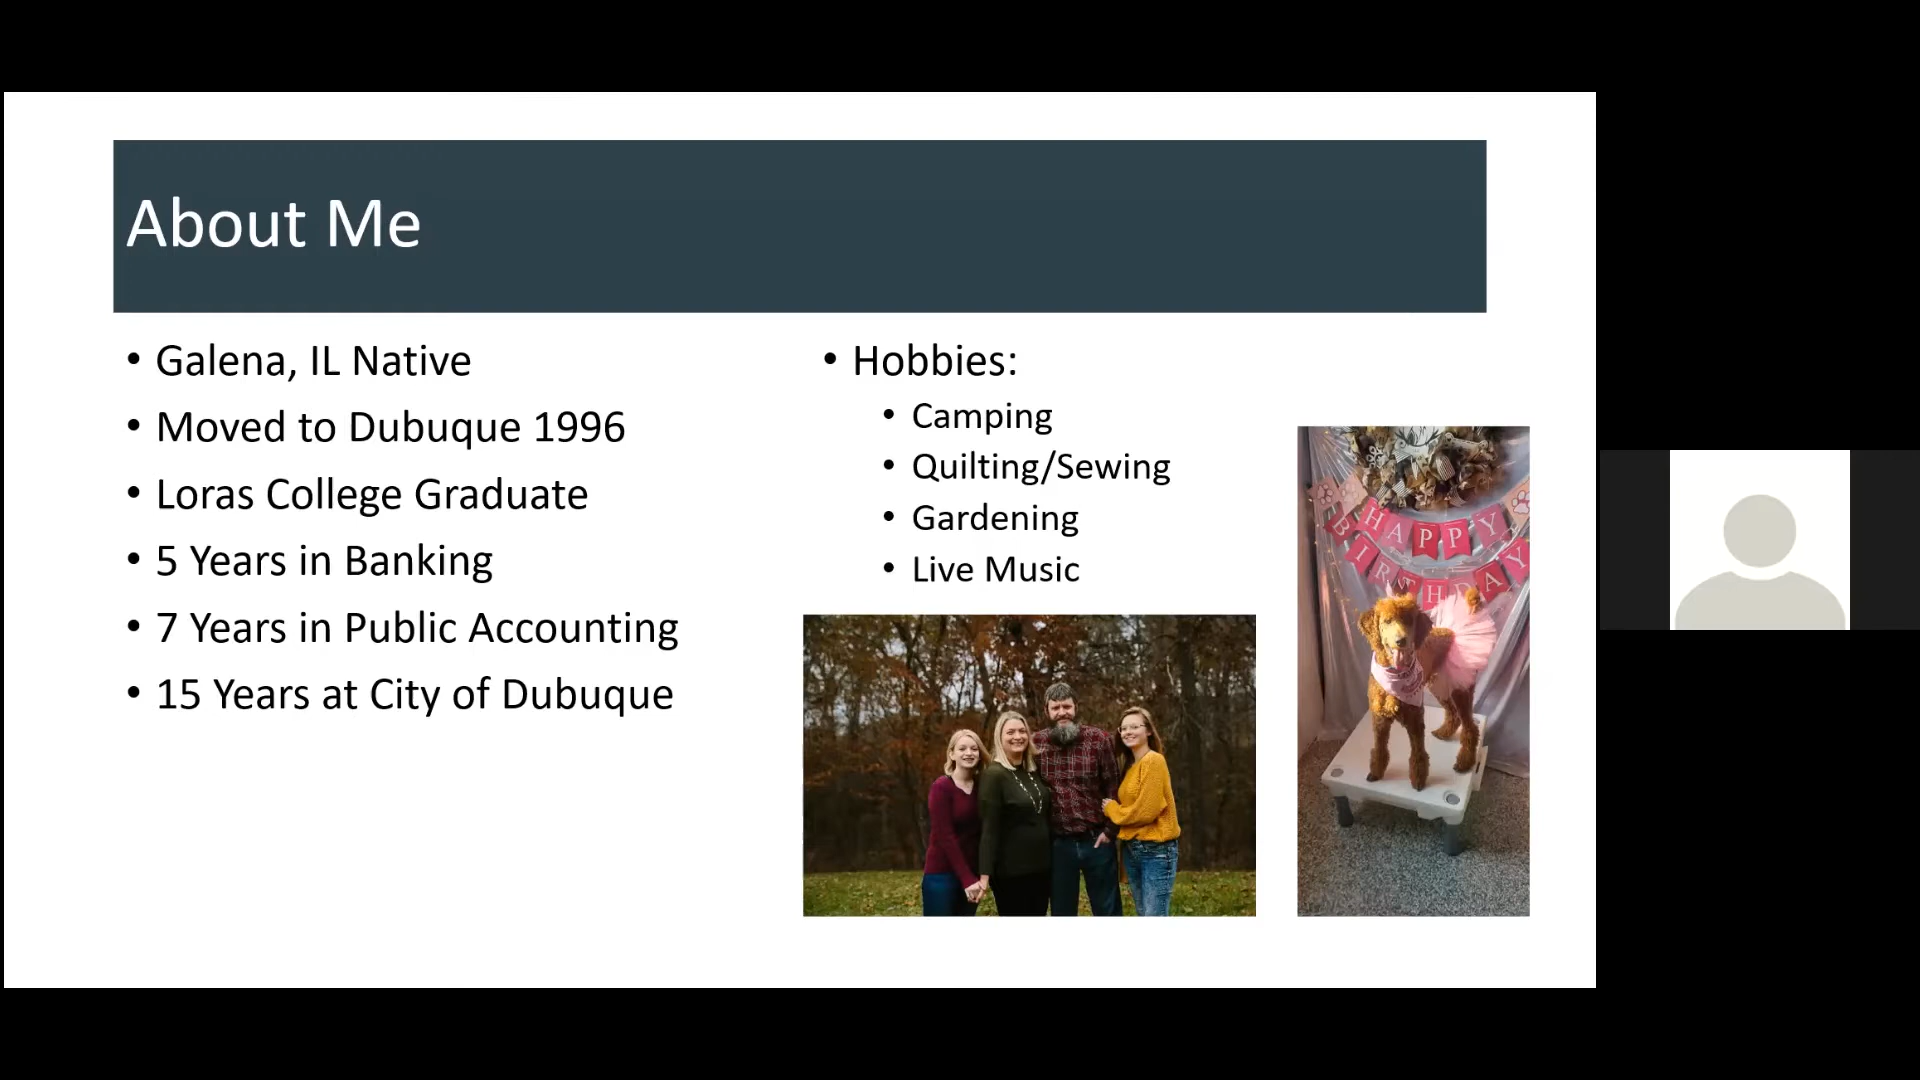 About Me
• Galena, IL Native
• Moved to Dubuque 1996
• Loras College Graduate
• 5 Years in Banking
• 7 Years in Public Accounting
• 15 Years at City of Dubuque
• Hobbies:
• Camping
• Quilting/Sewing
• Gardening
• Live Music
HAPPY
BIRTHDAY